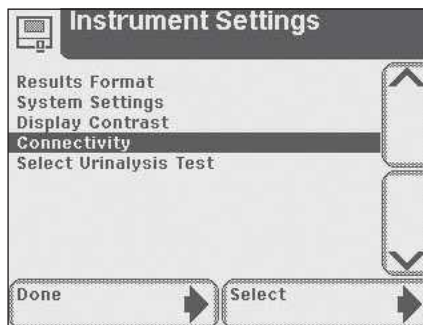 Instrument Settings
Results Format
System Settings
Display Contrast
Connectivity
Select Urinalysis Test
Done
Select